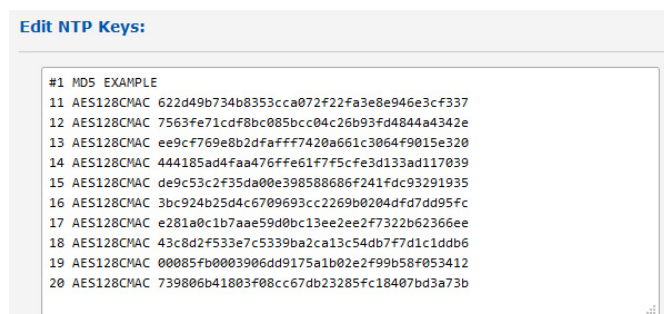 Edit NTP Keys:
#1 MD5 EXAMPLE
11 AES128CMAC 622d49b734b8353cca072f22fa3e8e946e3cf337
12 AES128CMAC 7563fe71cdf8bc085bcc04c26b93fd4844a4342e
13 AES128CMAC ee9cf769e8b2dfafff7420a661c3064f9015e320
14 AES128CMAC 444185ad4faa476ffe61f7f5cfe3d133ad117039
15 AES128CMAC de9c53c2f35da00e398588686f241fdc93291935
16 AES128CMAC 3bc924b25d4c6709693cc2269b0204dfd7dd95fc
17 AES128CMAC e281a0c1b7aae59d0bc13ee2ee2f7322b62366ee
18 AES128CMAC 43c8d2f533e7c5339ba2ca13c54db7f7d1c1ddb6
19 AES128CMAC 00085fb0003906dd9175a1b02e2f99b58f053412
20 AES128CMAC 739806b41803f08cc67db23285fc18407bd3a73b